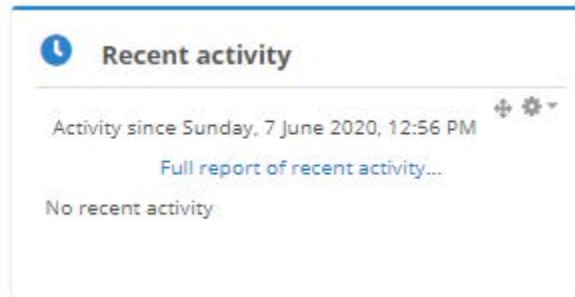 Recent activity
Activity since Sunday, 7 June 2020, 12:56 PM
Full report of recent activity...
No recent activity